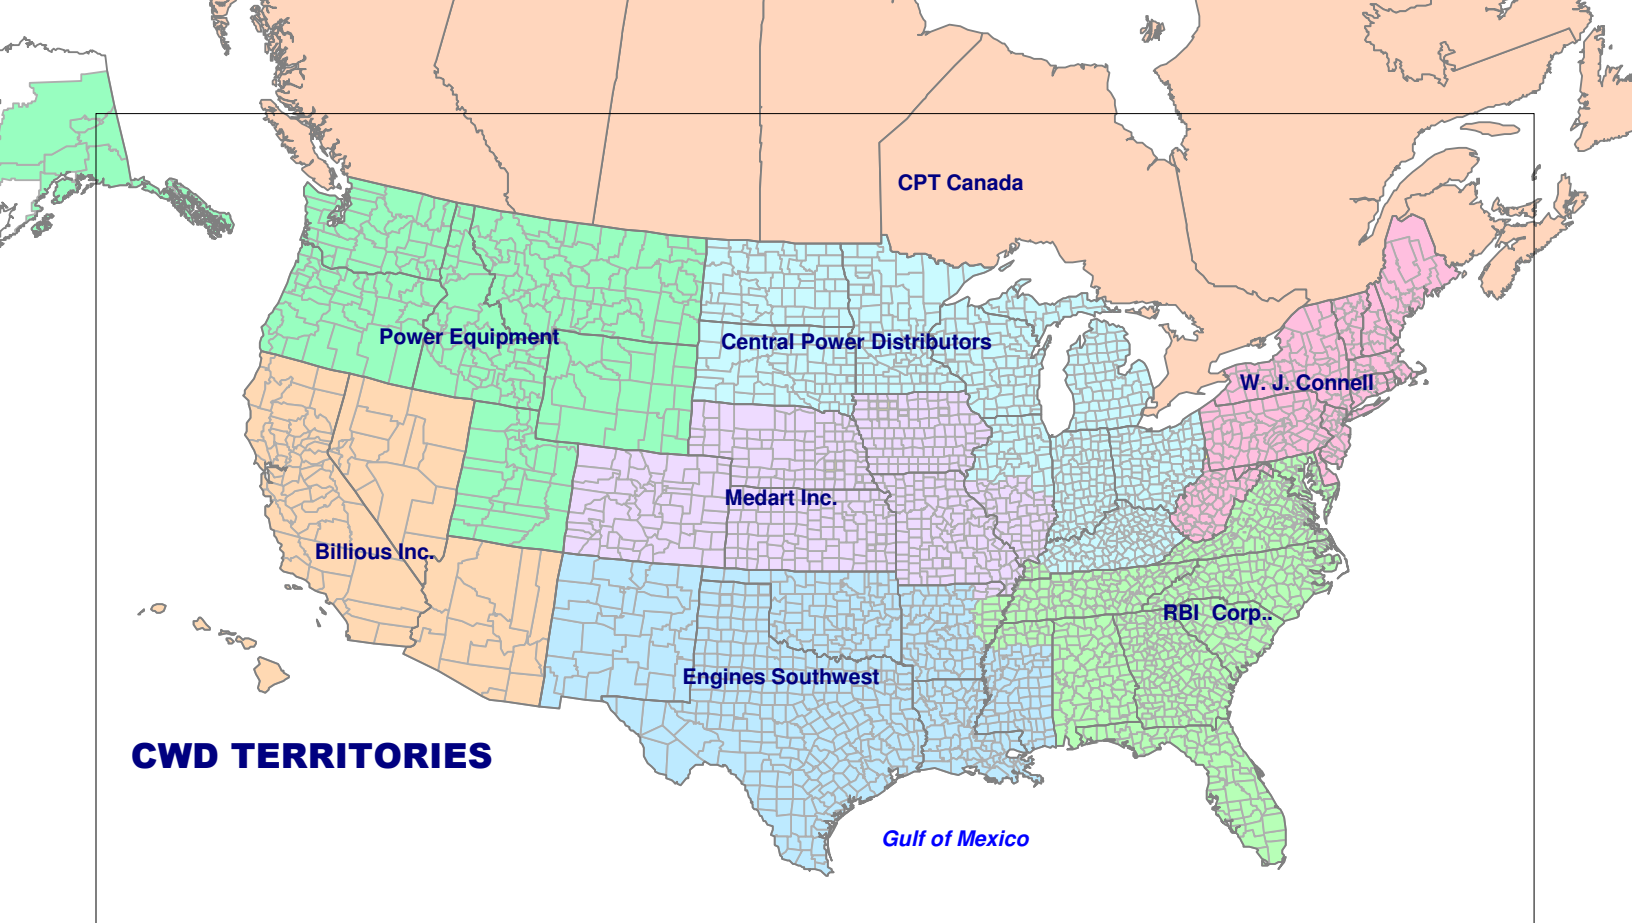 CPT Canada
Power Equipment
Central Power Distributors
W. J. Connell
Medart Inc.
Billious Inc.
RBI  Corp..
Engines Southwest
CWD TERRITORIES
Gulf of Mexico